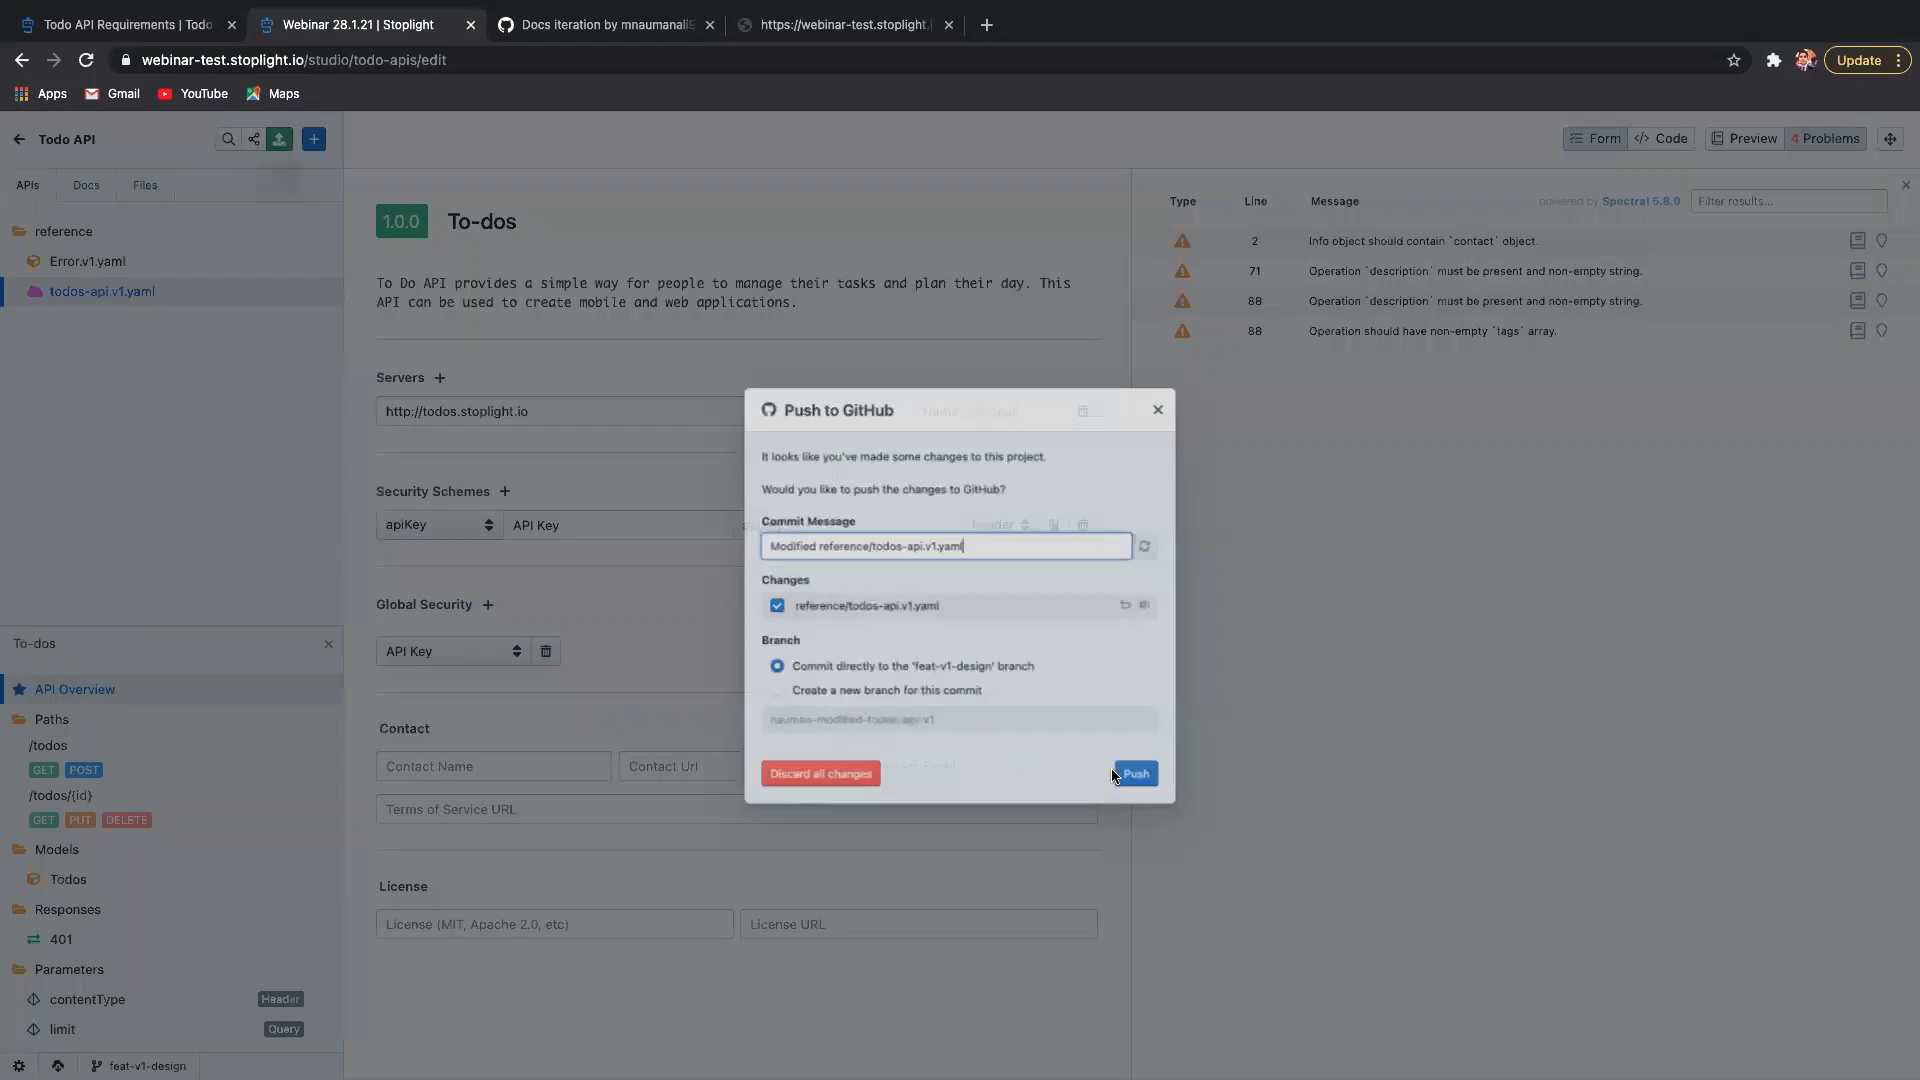 Todo API Requirements | Todo
Webinar 28.1.21 | Stoplight
Docs iteration by mnaumanali9
https://webinar-test.stoplight.
webinar-test.stoplight.io/studio/todo-apis/edit
Update
Apps
Gmail
YouTube
Maps
Todo API
Form
Code
Preview
4 Problems
APIs
Docs
Files
reference
Error.v1.yaml
todos-api.v1.yaml
1.0.0
To-dos
To Do API provides a simple way for people to manage their tasks and plan their day. This
API can be used to create mobile and web applications.
Servers
http://todos.stoplight.io
Security Schemes
apiKey
API Key
Header
Global Security
API Key
Contact
Contact Name
Contact Url
Terms of Service URL
License
License (MIT, Apache 2.0, etc)
License URL
Type
Line
Message
powered by Spectral 5.8.0
Filter results...
2
Info object should contain `contact` object.
71
Operation `description` must be present and non-empty string.
88
Operation `description` must be present and non-empty string.
88
Operation should have non-empty `tags` array.
Push to GitHub
It looks like you've made some changes to this project.
Would you like to push the changes to GitHub?
Commit Message
Modified reference/todos-api.v1.yaml
Changes
reference/todos-api.v1.yaml
Branch
Commit directly to the 'feat-v1-design' branch
Create a new branch for this commit
nauman-modified-todos-api-v1
Discard all changes
Push
To-dos
API Overview
Paths
/todos
GET
POST
/todos/{id}
GET
PUT
DELETE
Models
Todos
Responses
401
Parameters
contentType
Header
limit
Query
feat-v1-design